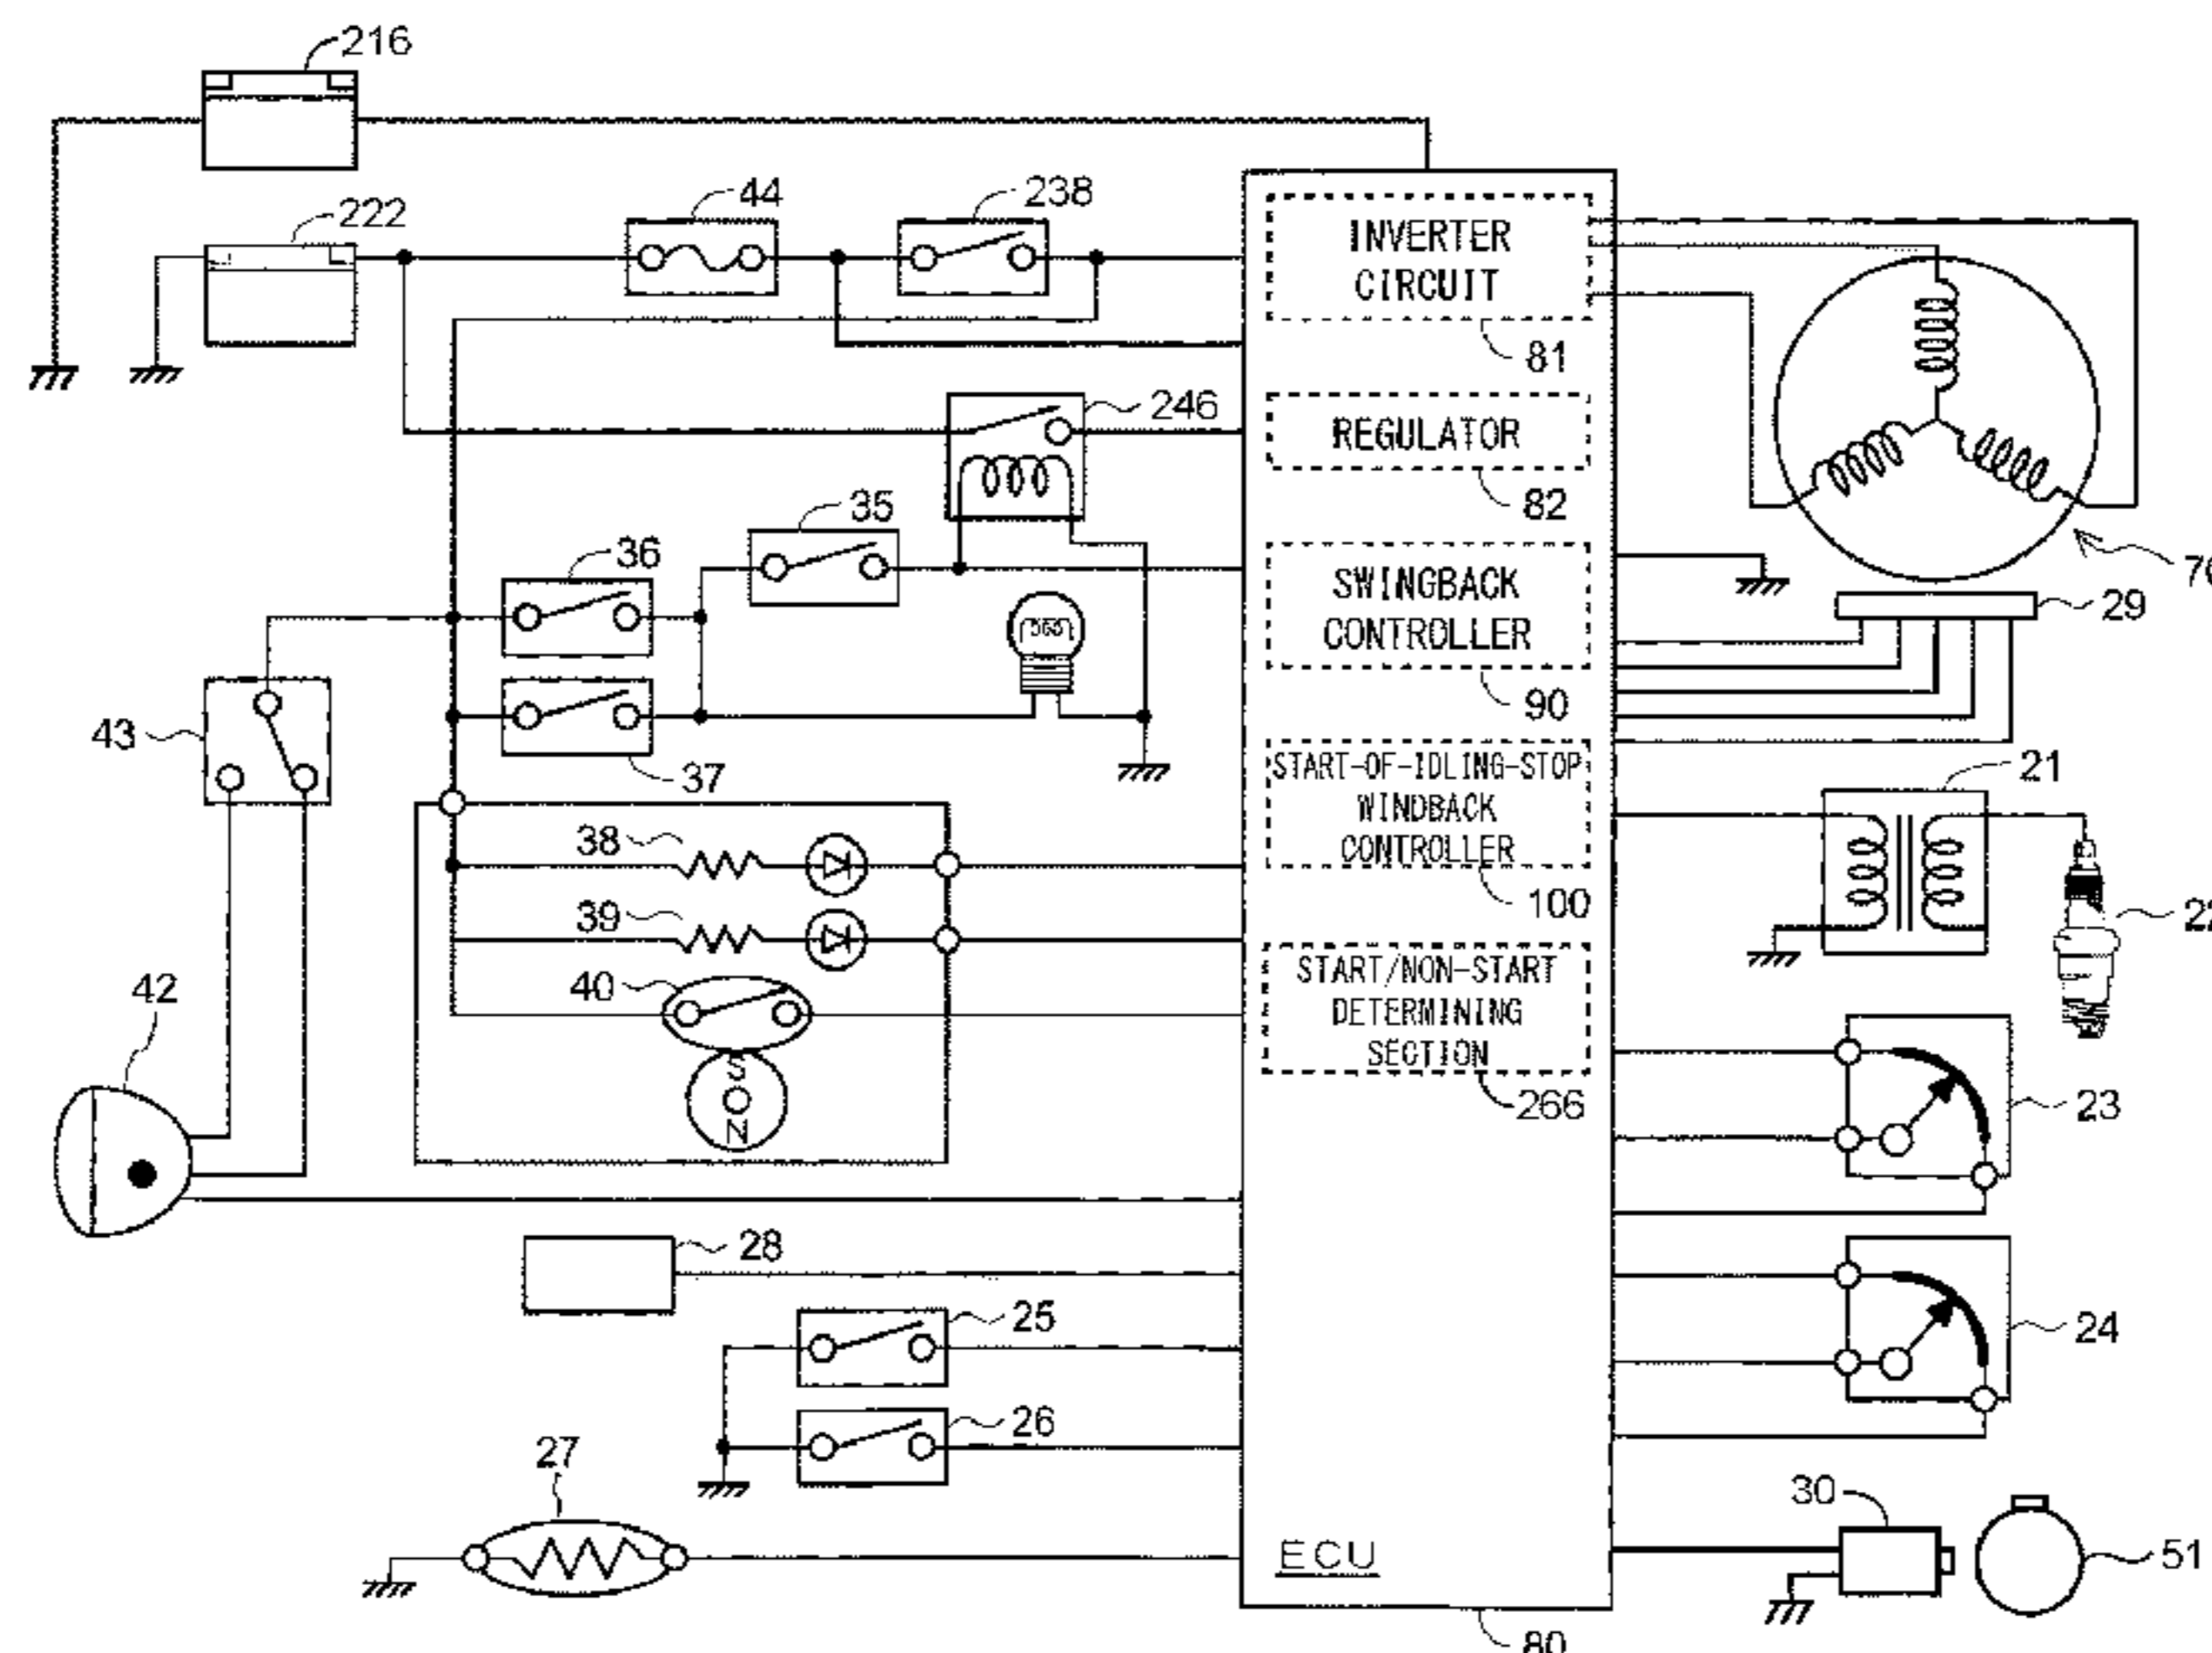 216
222
44
238
INVERTER
CIRCUIT
81
246
REGULATOR
82
35
36
SWINGBACK
CONTROLLER
90
29
43
37
START-OF-IDLING-STOP
WINDBACK
CONTROLLER
100
21
38
39
40
S
N
42
START/NON-START
DETERMINING
SECTION
266
23
28
25
24
26
27
30
51
ECU
80